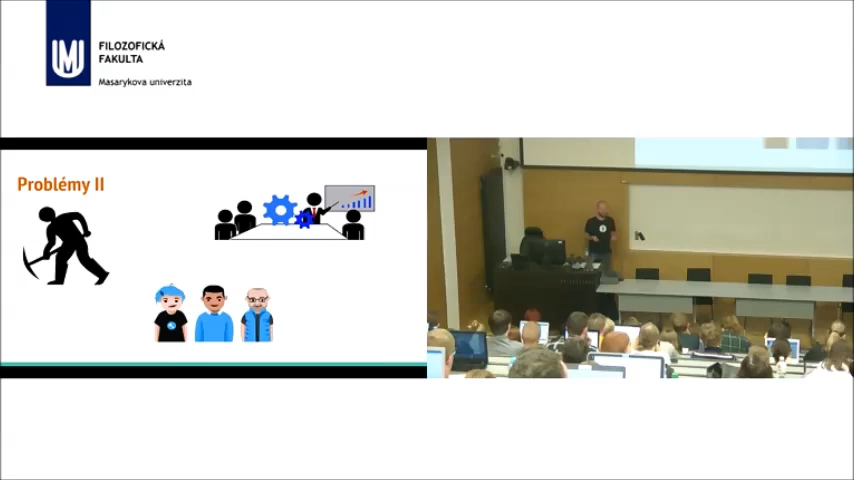 FILOZOFICKÁ
FAKULTA
Masarykova univerzita
Problémy II